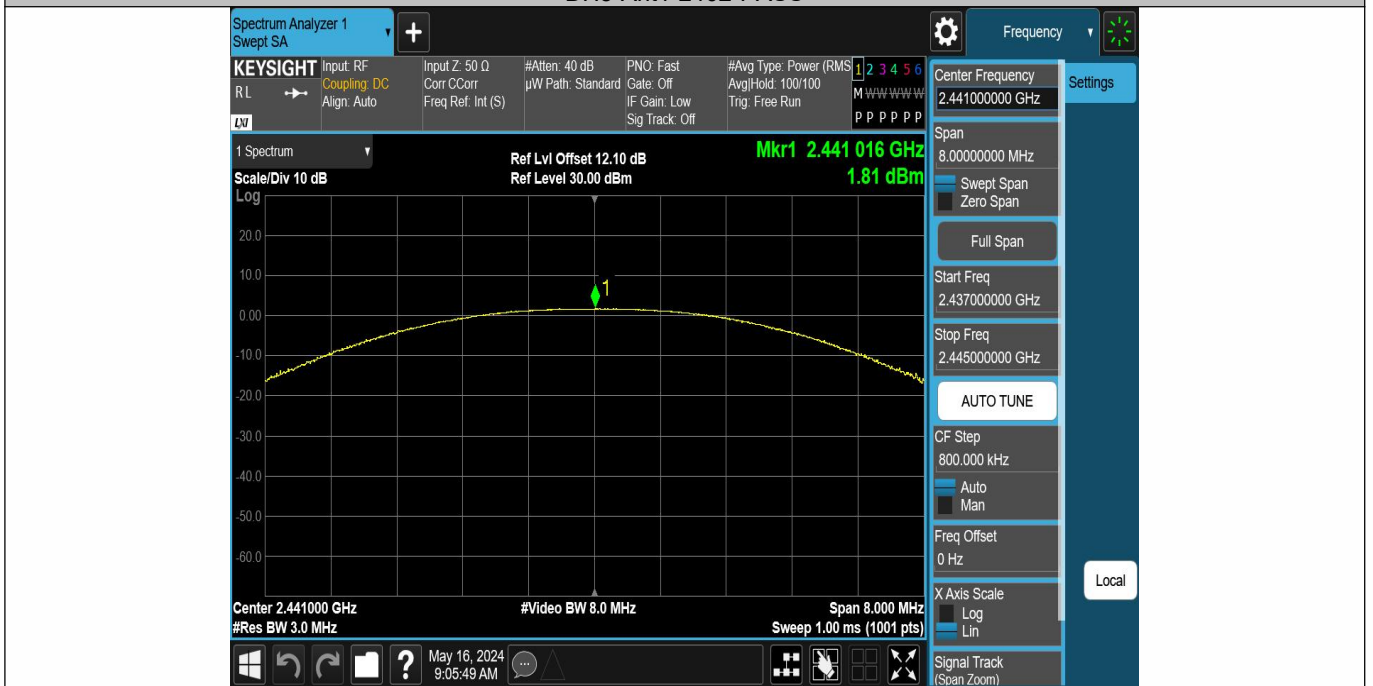 Spectrum Analyzer 1
Swept SA
Frequency
KEYSIGHT
RL
LXI
Input: RF
Coupling: DC
Align: Auto
Input Z: 50 Ω
Corr CCorr
Freq Ref: Int (S)
#Atten: 40 dB
µW Path: Standard
PNO: Fast
Gate: Off
IF Gain: Low
Sig Track: Off
#Avg Type: Power (RMS
Avg|Hold: 100/100
Trig: Free Run
1 2 3 4 5 6
M W W W W W
P P P P P P
1 Spectrum
Scale/Div 10 dB
Ref Lvl Offset 12.10 dB
Ref Level 30.00 dBm
Mkr1 2.441 016 GHz
1.81 dBm
Log
20.0
10.0
0.00
-10.0
-20.0
-30.0
-40.0
-50.0
-60.0
1
Center 2.441000 GHz
#Res BW 3.0 MHz
#Video BW 8.0 MHz
Span 8.000 MHz
Sweep 1.00 ms (1001 pts)
Center Frequency
2.441000000 GHz
Settings
Span
8.00000000 MHz
Swept Span
Zero Span
Full Span
Start Freq
2.437000000 GHz
Stop Freq
2.445000000 GHz
AUTO TUNE
CF Step
800.000 kHz
Auto
Man
Freq Offset
0 Hz
X Axis Scale
Log
Lin
Local
Signal Track
(Span Zoom)
?
May 16, 2024
9:05:49 AM